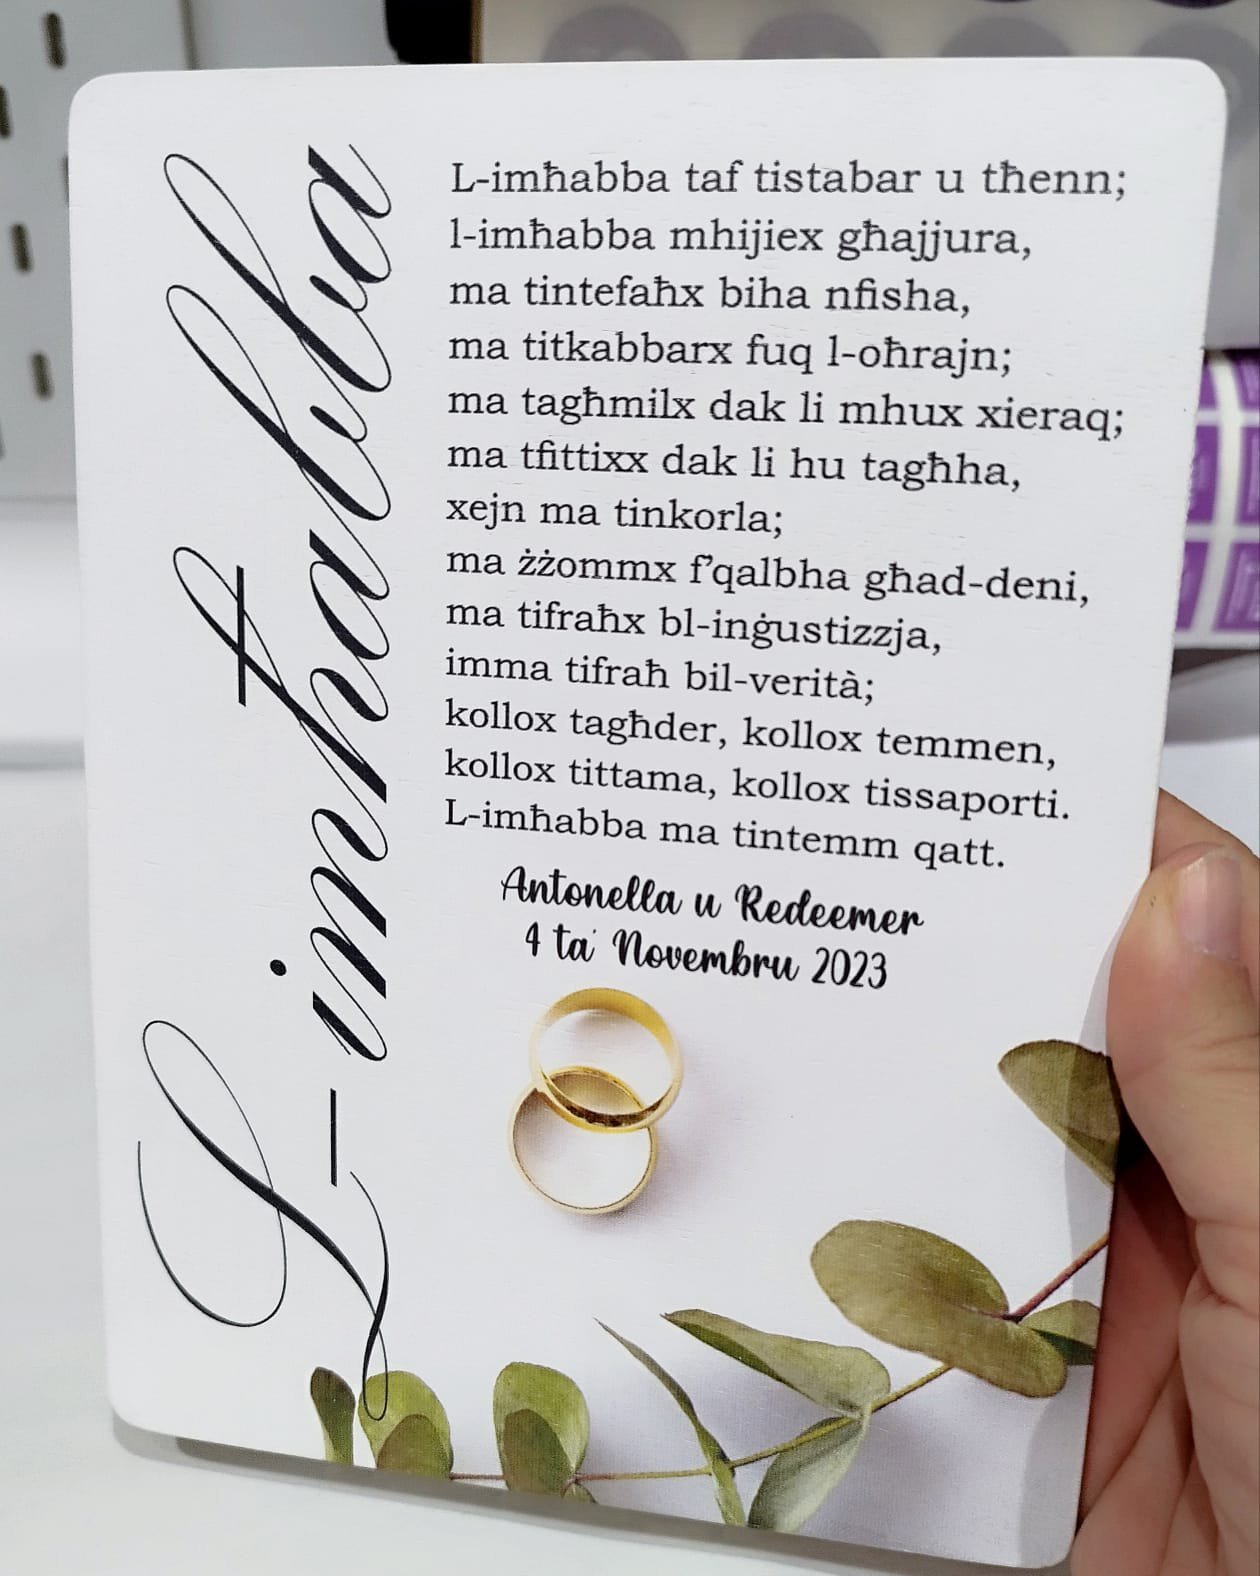 L-imħabba
L-imħabba taf tistabar u tħenn;
l-imħabba mhijiex għajjura,
ma tintefaħx biha nfisha,
ma titkabbarx fuq l-oħrajn;
ma tagħmilx dak li mhux xieraq;
ma tfittixx dak li hu tagħha,
xejn ma tinkorla;
ma żżommx f'qalbha għad-deni,
ma tifraħx bl-inġustizzja,
imma tifraħ bil-verità;
kollox tagħder, kollox temmen,
kollox tittama, kollox tissaporti.
L-imħabba ma tintemm qatt.
Antonella u Redeemer
4 ta' Novembru 2023